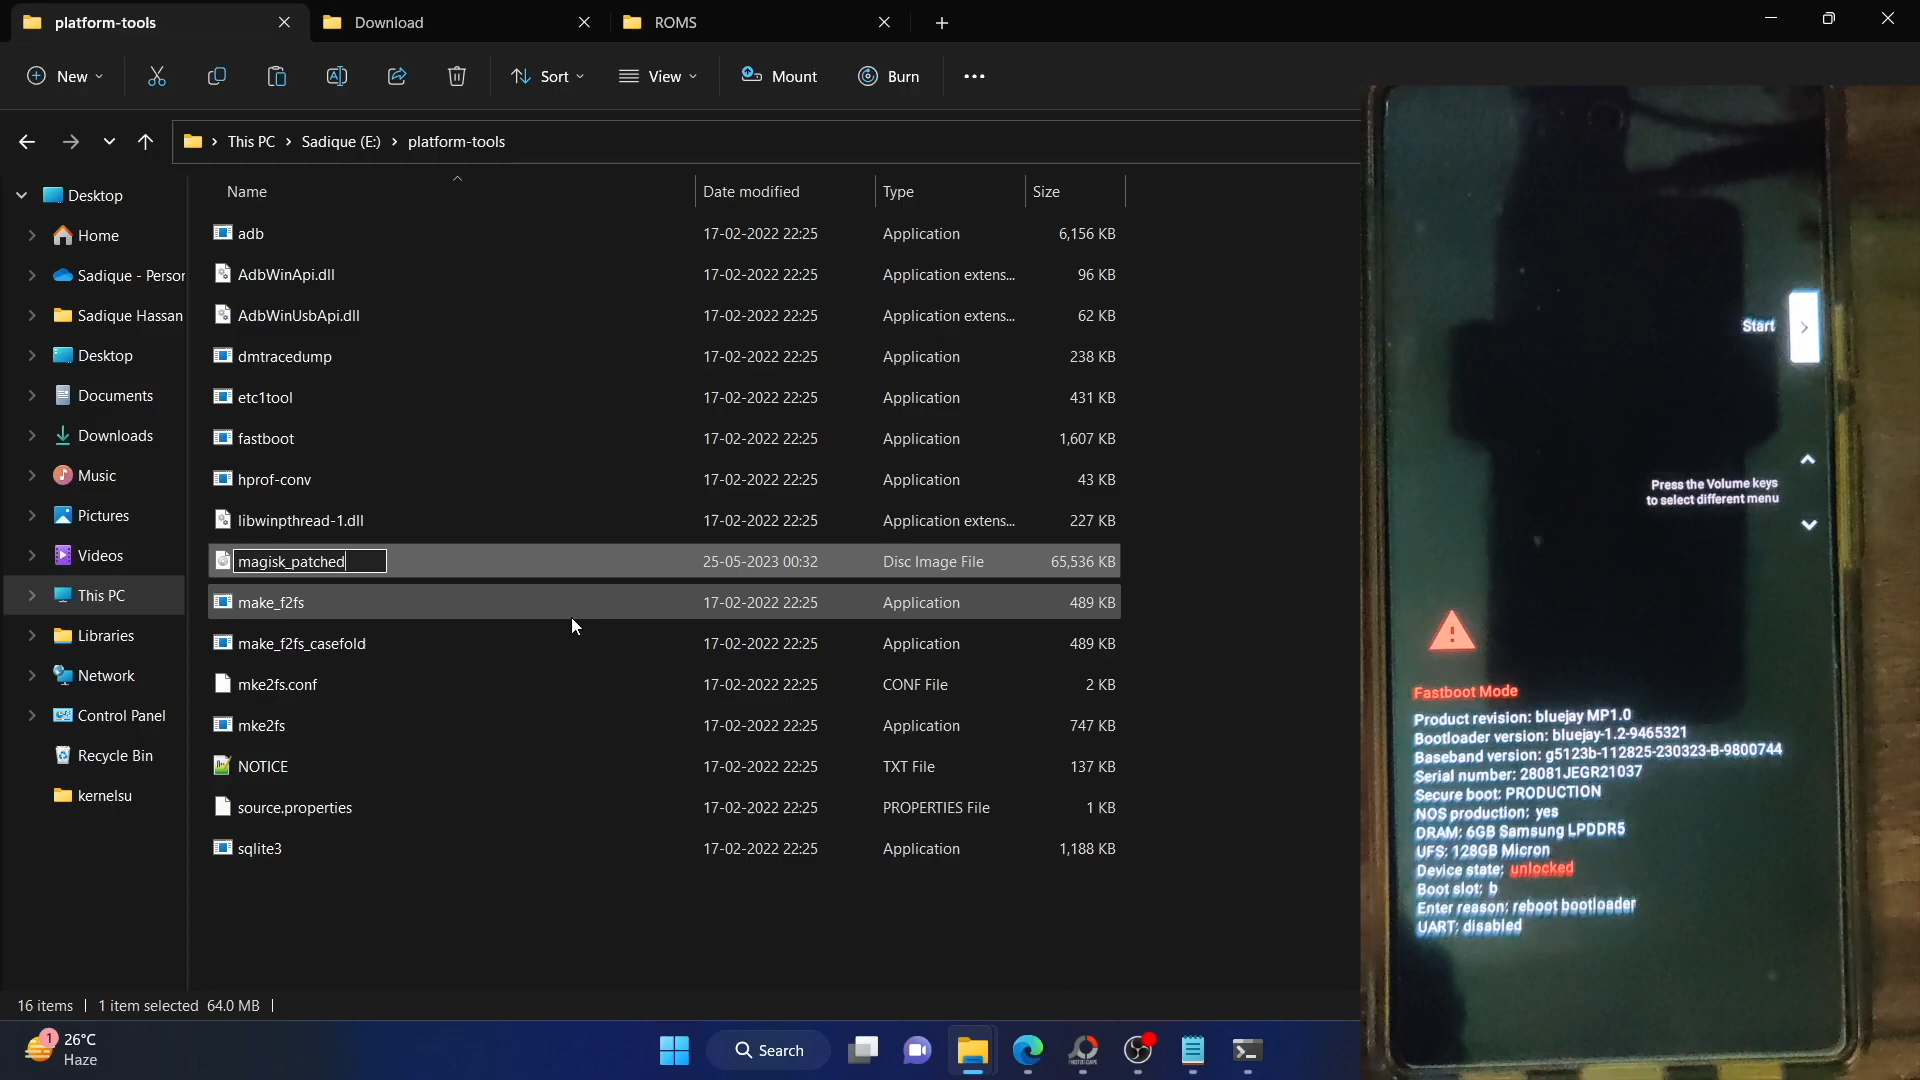 platform-tools
Download
ROMS
New
Sort
View
Mount
Burn
This PC
Sadique (E:)
platform-tools
Desktop
Home
Sadique - Persor
Sadique Hassan
Desktop
Documents
Downloads
Music
Pictures
Videos
This PC
Libraries
Network
Control Panel
Recycle Bin
kernelsu
Name Date modified Type Size
adb 17-02-2022 22:25 Application 6,156 KB
AdbWinApi.dll 17-02-2022 22:25 Application extens... 96 KB
AdbWinUsbApi.dll 17-02-2022 22:25 Application extens... 62 KB
dmtracedump 17-02-2022 22:25 Application 238 KB
etc1tool 17-02-2022 22:25 Application 431 KB
fastboot 17-02-2022 22:25 Application 1,607 KB
hprof-conv 17-02-2022 22:25 Application 43 KB
libwinpthread-1.dll 17-02-2022 22:25 Application extens... 227 KB
magisk_patched 25-05-2023 00:32 Disc Image File 65,536 KB
make_f2fs 17-02-2022 22:25 Application 489 KB
make_f2fs_casefold 17-02-2022 22:25 Application 489 KB
mke2fs.conf 17-02-2022 22:25 CONF File 2 KB
mke2fs 17-02-2022 22:25 Application 747 KB
NOTICE 17-02-2022 22:25 TXT File 137 KB
source.properties 17-02-2022 22:25 PROPERTIES File 1 KB
sqlite3 17-02-2022 22:25 Application 1,188 KB
16 items
1 item selected 64.0 MB
1
26°C
Haze
Search
Start
Press the Volume keys
to select different menu
Fastboot Mode
Product revision: bluejay MP1.0
Bootloader version: bluejay-1.2-9465321
Baseband version: g5123b-112825-230323-B-9800744
Serial number: 28081JEGR21037
Secure boot: PRODUCTION
NOS production: yes
DRAM: 6GB Samsung LPDDR5
UFS: 128GB Micron
Device state: unlocked
Boot slot: b
Enter reason: reboot bootloader
UART: disabled